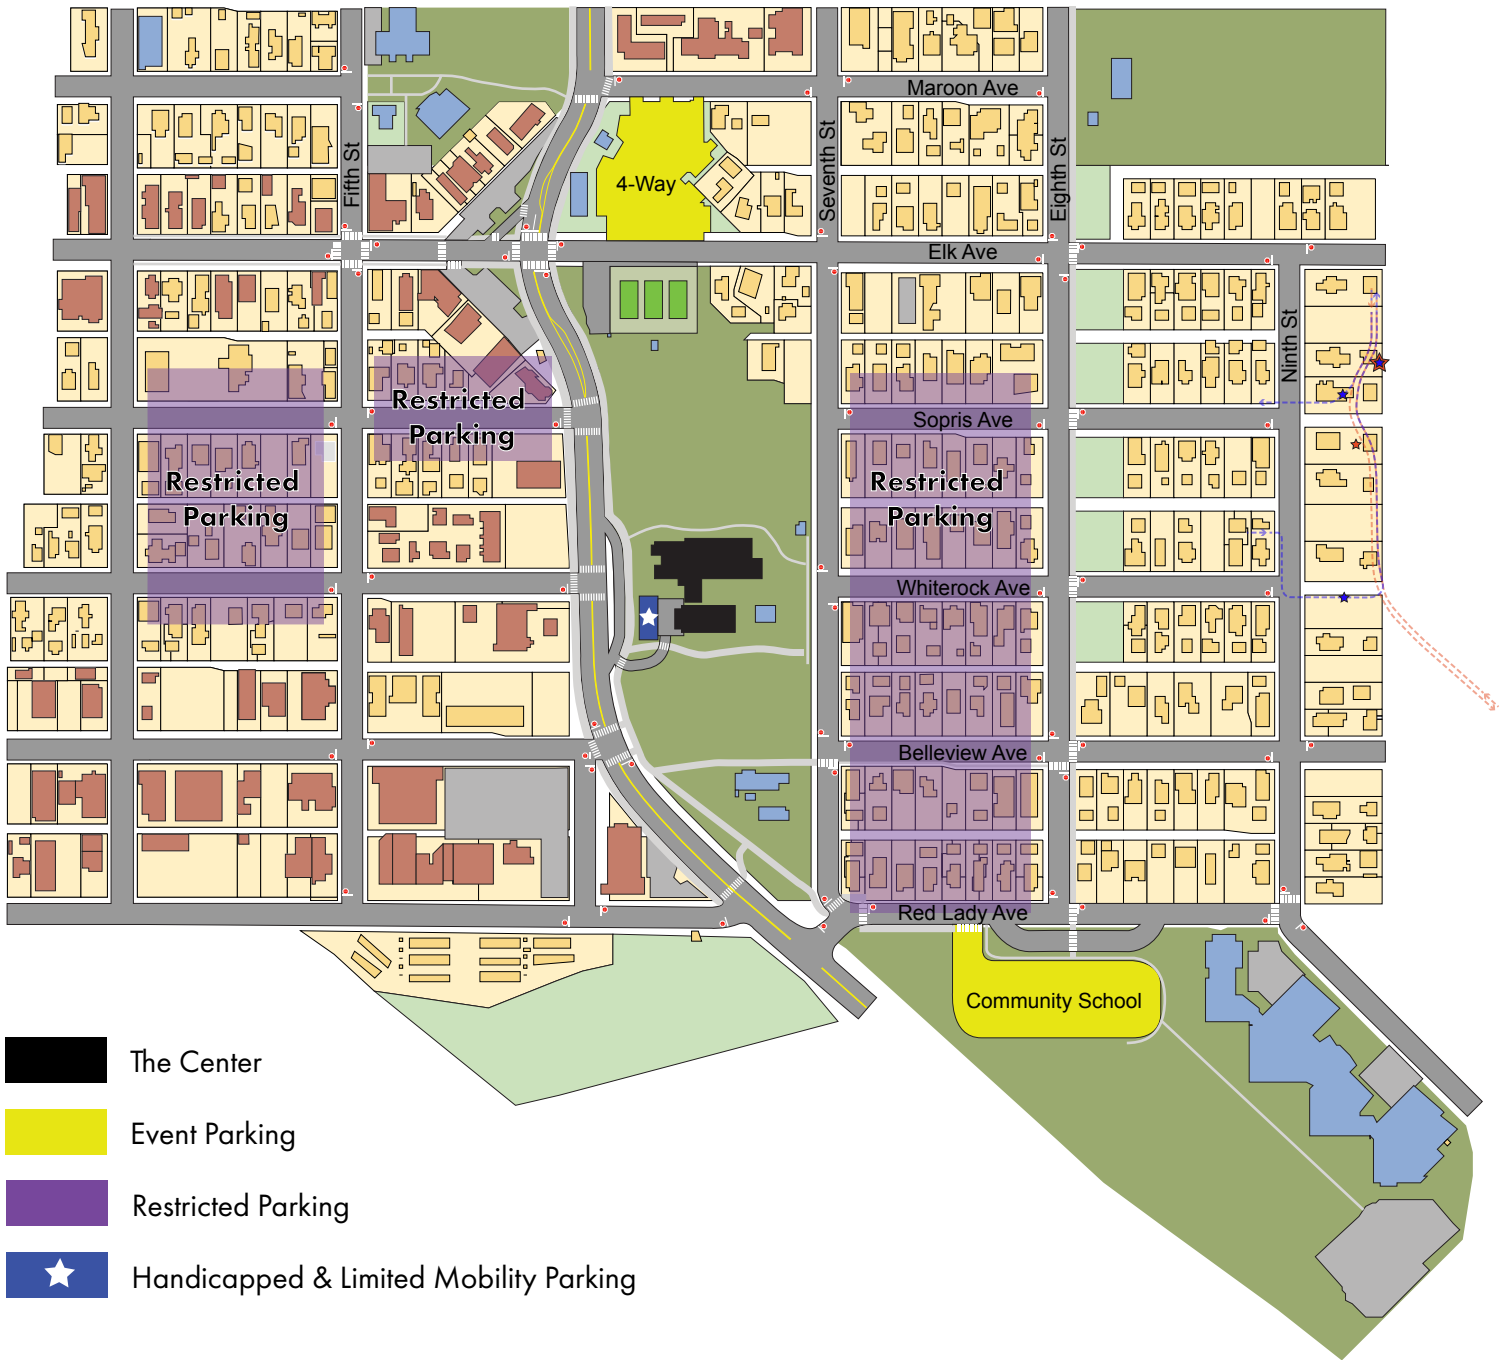 Maroon Ave
Fifth St
Seventh St
Eighth St
4-Way
Elk Ave
Ninth St
Restricted
Parking
Sopris Ave
Restricted
Parking
Restricted
Parking
Whiterock Ave
Belleview Ave
Red Lady Ave
Community School
The Center
Event Parking
Restricted Parking
Handicapped & Limited Mobility Parking